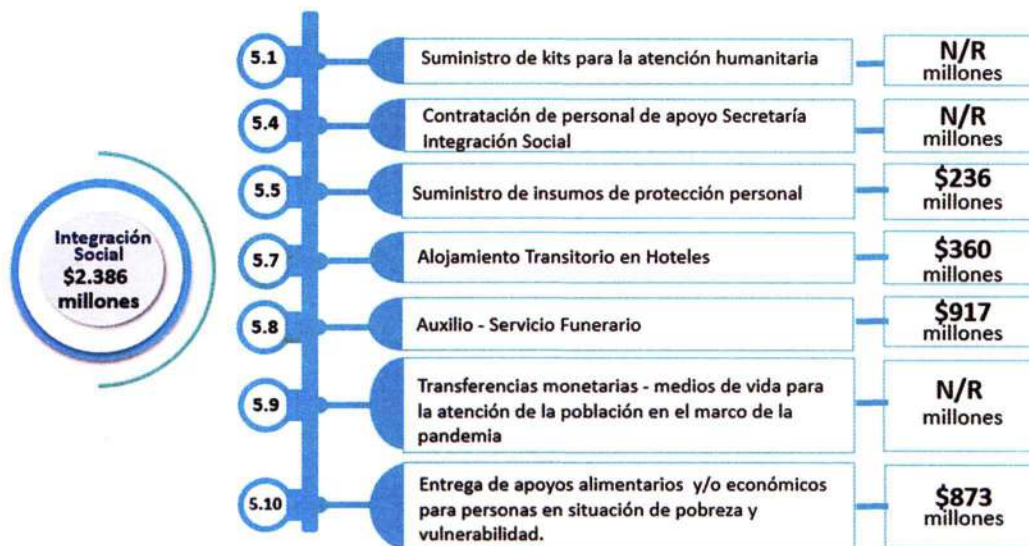 Integración
Social
$2.386
millones
5.1
Suministro de kits para la atención humanitaria
N/R
millones
5.4
Contratación de personal de apoyo Secretaría
Integración Social
N/R
millones
5.5
Suministro de insumos de protección personal
$236
millones
5.7
Alojamiento Transitorio en Hoteles
$360
millones
5.8
Auxilio - Servicio Funerario
$917
millones
5.9
Transferencias monetarias - medios de vida para
la atención de la población en el marco de la
pandemia
N/R
millones
5.10
Entrega de apoyos alimentarios y/o económicos
para personas en situación de pobreza y
vulnerabilidad.
$873
millones